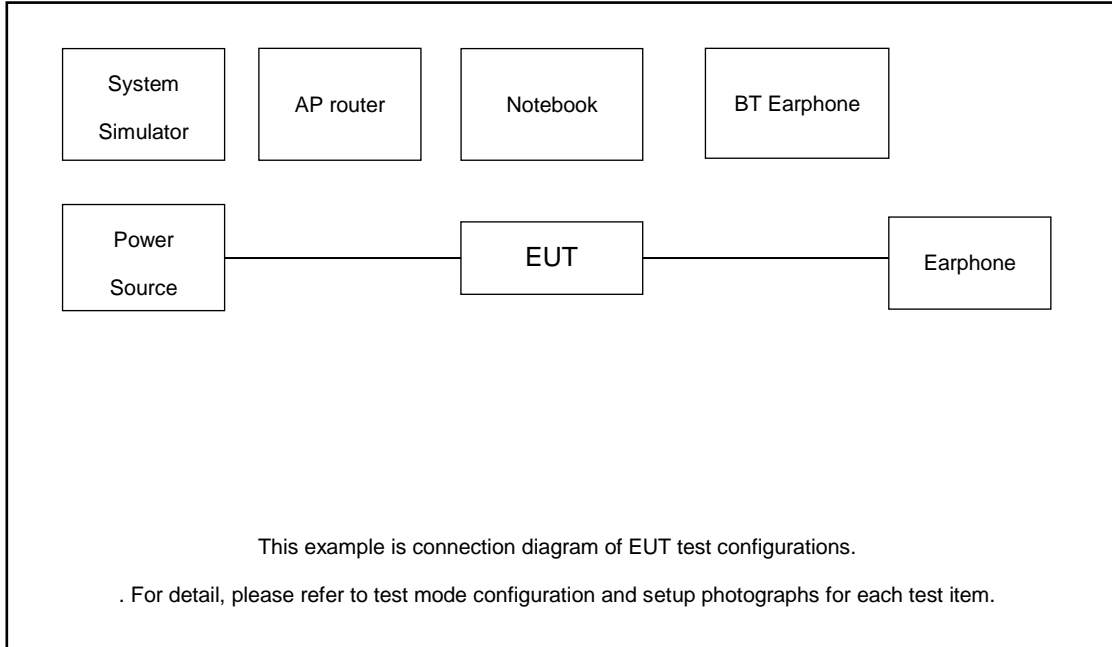 System
Simulator
AP router
Notebook
BT Earphone
Power
Source
EUT
Earphone
This example is connection diagram of EUT test configurations.
. For detail, please refer to test mode configuration and setup photographs for each test item.